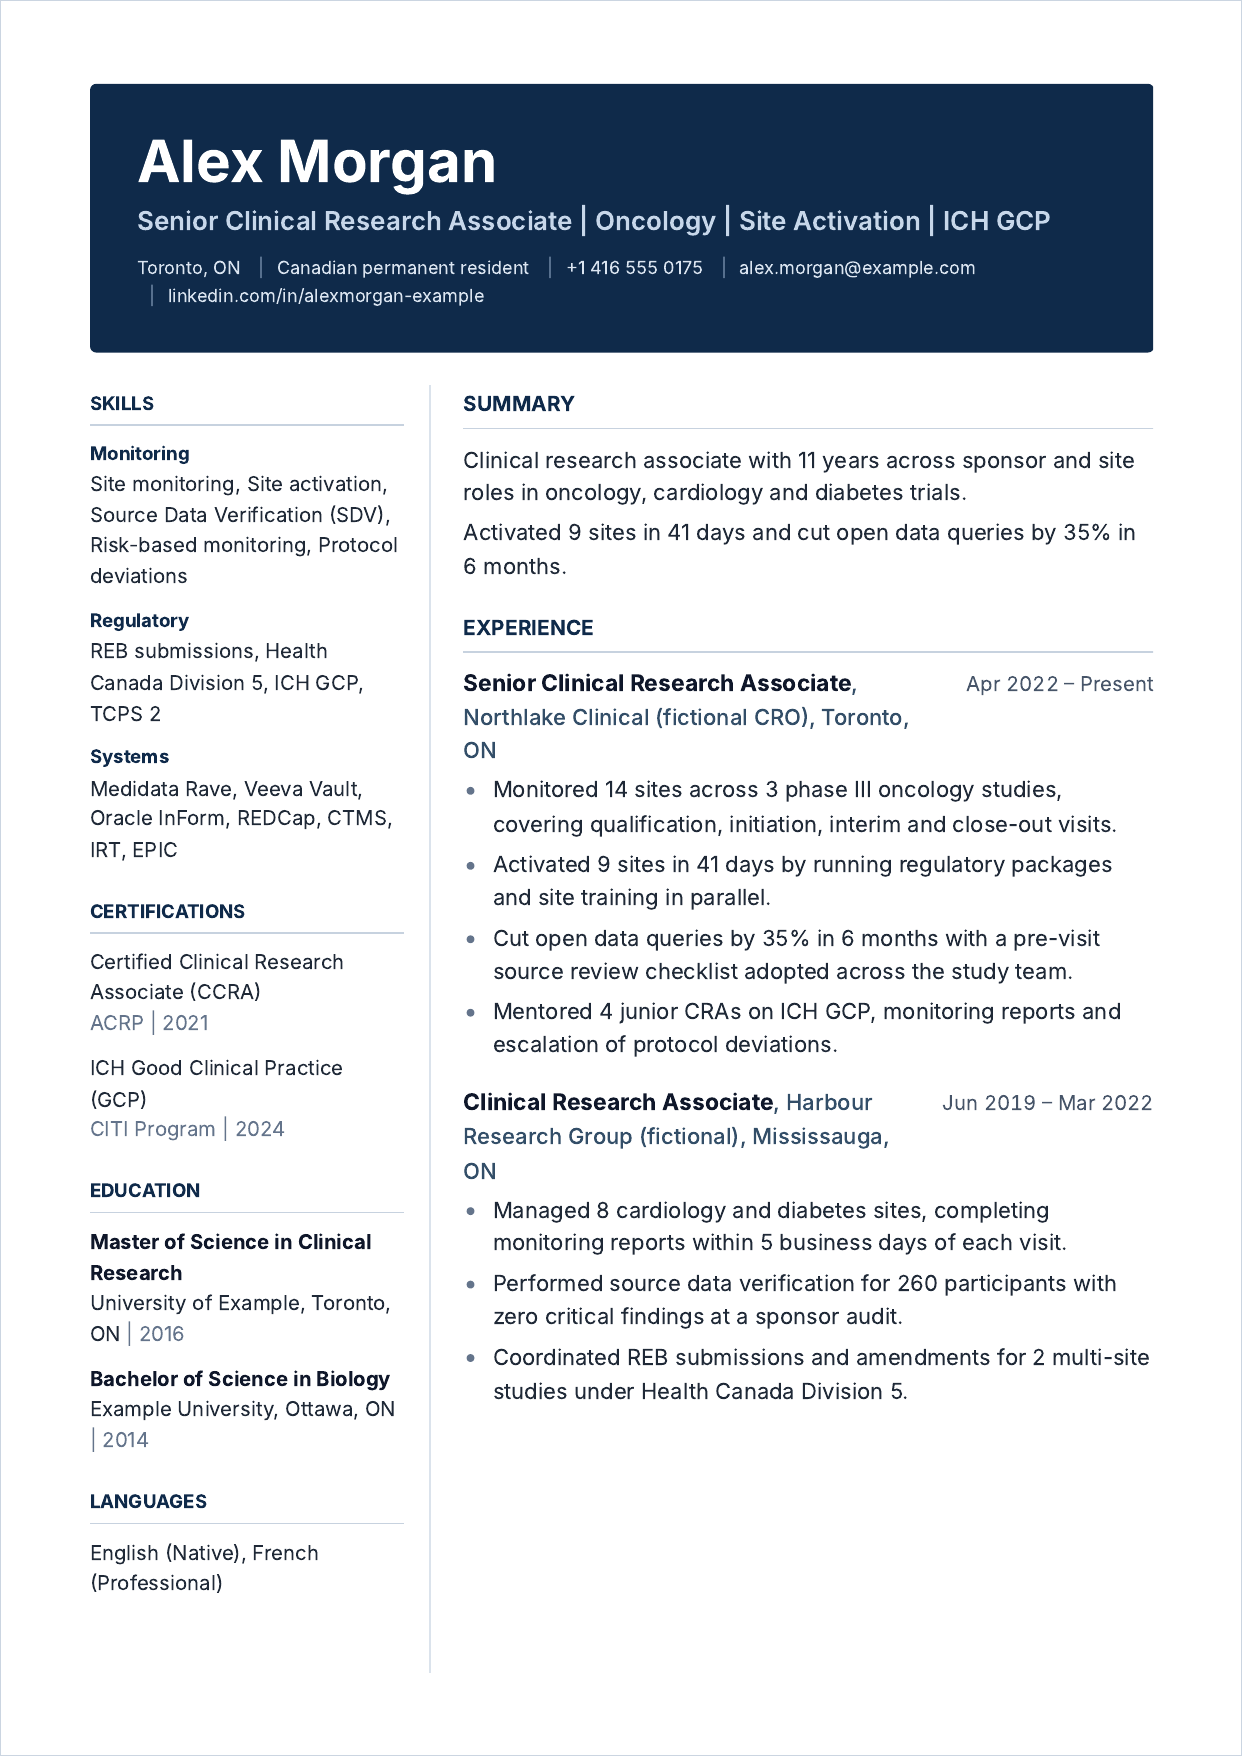 Alex Morgan
Senior Clinical Research Associate | Oncology | Site Activation | ICH GCP
Toronto, ON | Canadian permanent resident | +1 416 555 0175 | alex.morgan@example.com
| linkedin.com/in/alexmorgan-example
SKILLS
Monitoring
Site monitoring, Site activation,
Source Data Verification (SDV),
Risk-based monitoring, Protocol
deviations
Regulatory
REB submissions, Health
Canada Division 5, ICH GCP,
TCPS 2
Systems
Medidata Rave, Veeva Vault,
Oracle InForm, REDCap, CTMS,
IRT, EPIC
CERTIFICATIONS
Certified Clinical Research
Associate (CCRA)
ACRP | 2021
ICH Good Clinical Practice
(GCP)
CITI Program | 2024
EDUCATION
Master of Science in Clinical
Research
University of Example, Toronto,
ON | 2016
Bachelor of Science in Biology
Example University, Ottawa, ON
| 2014
LANGUAGES
English (Native), French
(Professional)
SUMMARY
Clinical research associate with 11 years across sponsor and site
roles in oncology, cardiology and diabetes trials.
Activated 9 sites in 41 days and cut open data queries by 35% in
6 months.
EXPERIENCE
Senior Clinical Research Associate, Apr 2022 – Present
Northlake Clinical (fictional CRO), Toronto,
ON
• Monitored 14 sites across 3 phase III oncology studies,
covering qualification, initiation, interim and close-out visits.
• Activated 9 sites in 41 days by running regulatory packages
and site training in parallel.
• Cut open data queries by 35% in 6 months with a pre-visit
source review checklist adopted across the study team.
• Mentored 4 junior CRAs on ICH GCP, monitoring reports and
escalation of protocol deviations.
Clinical Research Associate, Harbour Jun 2019 – Mar 2022
Research Group (fictional), Mississauga,
ON
• Managed 8 cardiology and diabetes sites, completing
monitoring reports within 5 business days of each visit.
• Performed source data verification for 260 participants with
zero critical findings at a sponsor audit.
• Coordinated REB submissions and amendments for 2 multi-site
studies under Health Canada Division 5.